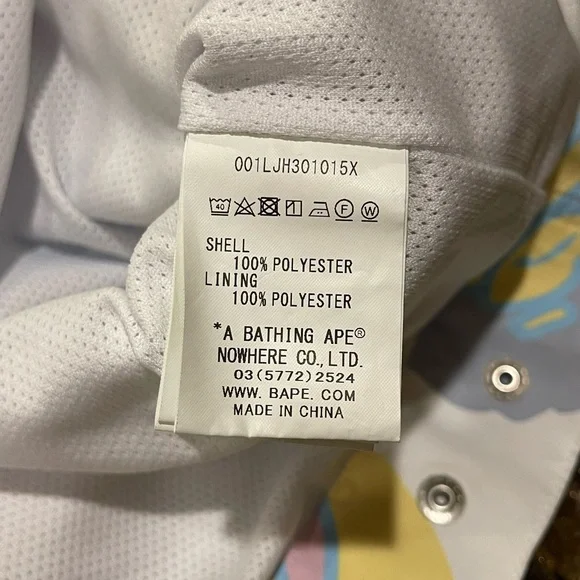 001LJH301015X
40 F W
SHELL
100% POLYESTER
LINING
100% POLYESTER
*A BATHING APE®
NOWHERE CO., LTD.
03(5772)2524
WWW. BAPE. COM
MADE IN CHINA